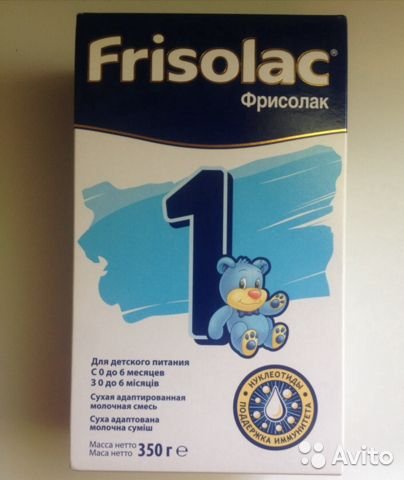 Frisolac®
Фрисолак
1
Для детского питания
С 0 до 6 месяцев
З 0 до 6 місяців
Сухая адаптированная
молочная смесь
Суха адаптована
молочна суміш
Масса нетто
Маса нетто 350 г ℮
НУКЛЕОТИДЫ
ПОДДЕРЖКА ИММУНИТЕТА
Avito